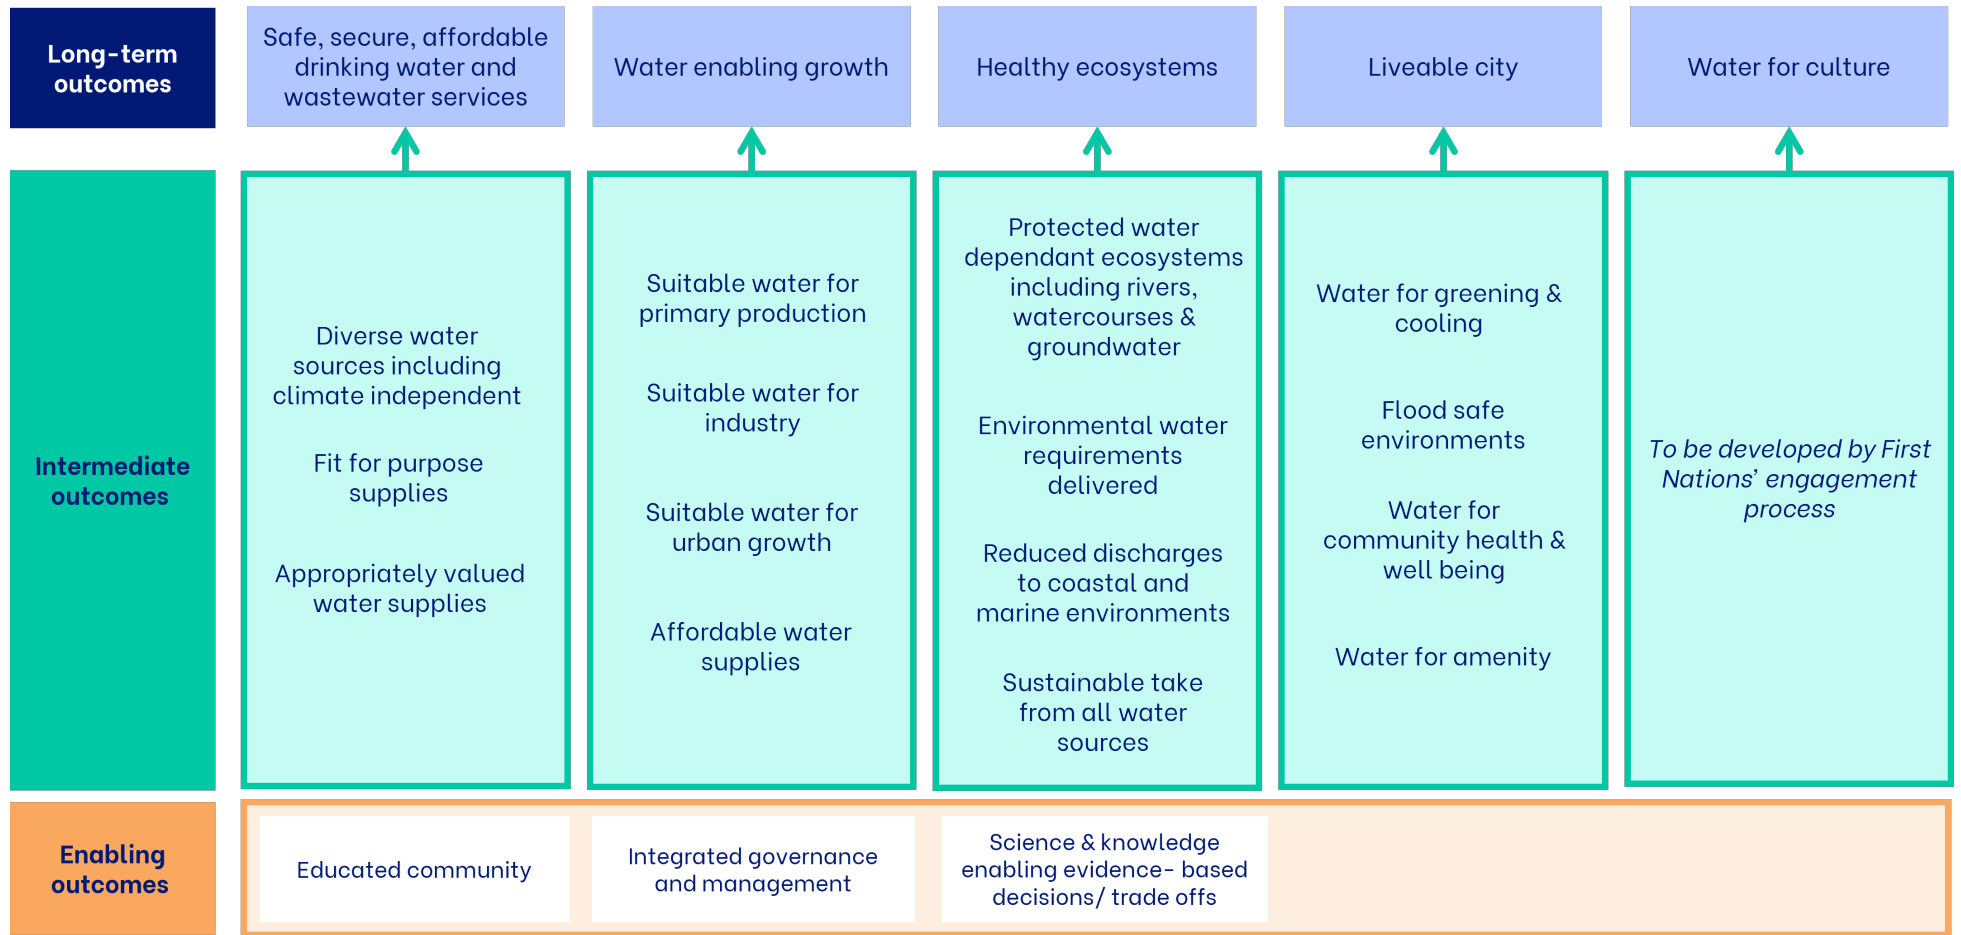 Long-term
outcomes
Safe, secure, affordable
drinking water and
wastewater services
Water enabling growth
Healthy ecosystems
Liveable city
Water for culture
Intermediate
outcomes
Diverse water
sources including
climate independent
Fit for purpose
supplies
Appropriately valued
water supplies
Suitable water for
primary production
Suitable water for
industry
Suitable water for
urban growth
Affordable water
supplies
Protected water
dependant ecosystems
including rivers,
watercourses &
groundwater
Environmental water
requirements
delivered
Reduced discharges
to coastal and
marine environments
Sustainable take
from all water
sources
Water for greening &
cooling
Flood safe
environments
Water for
community health &
well being
Water for amenity
To be developed by First
Nations’ engagement
process
Enabling
outcomes
Educated community
Integrated governance
and management
Science & knowledge
enabling evidence- based
decisions/ trade offs